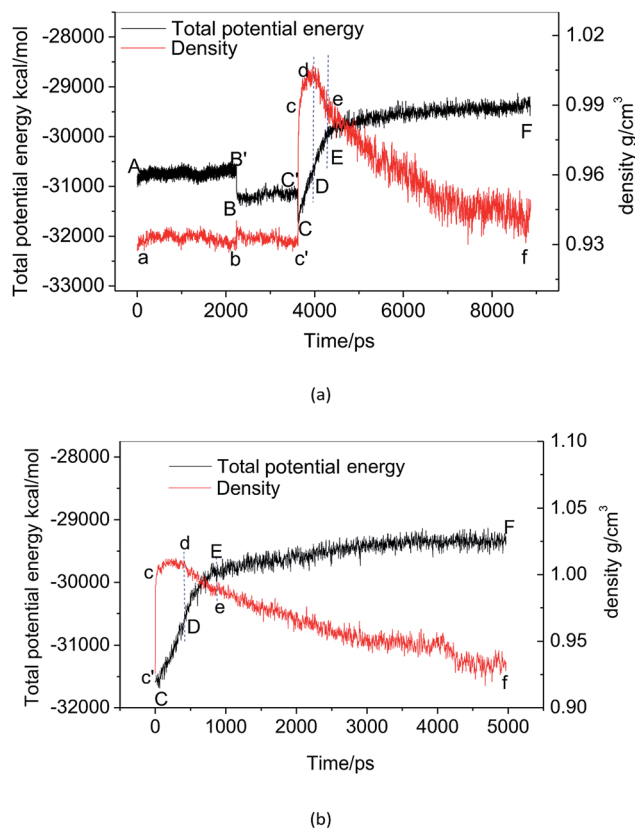 Total potential energy kcal/mol
-28000
-29000
-30000
-31000
-32000
-33000
Total potential energy
Density
A
B'
B
C'
C
D
E
F
a
b
c'
c
d
e
f
1.02
0.99
0.96
0.93
density g/cm³
0
2000
4000
6000
8000
Time/ps
(a)
Total potential energy kcal/mol
-28000
-29000
-30000
-31000
-32000
Total potential energy
Density
c
d
E
F
e
D
c'
C
f
1.10
1.05
1.00
0.95
0.90
density g/cm³
0
1000
2000
3000
4000
5000
Time/ps
(b)